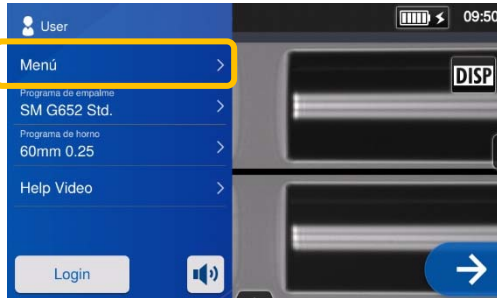 User
09:50
Menú
DISP
Programa de empalme
SM G652 Std.
Programa de horno
60mm 0.25
Help Video
Login